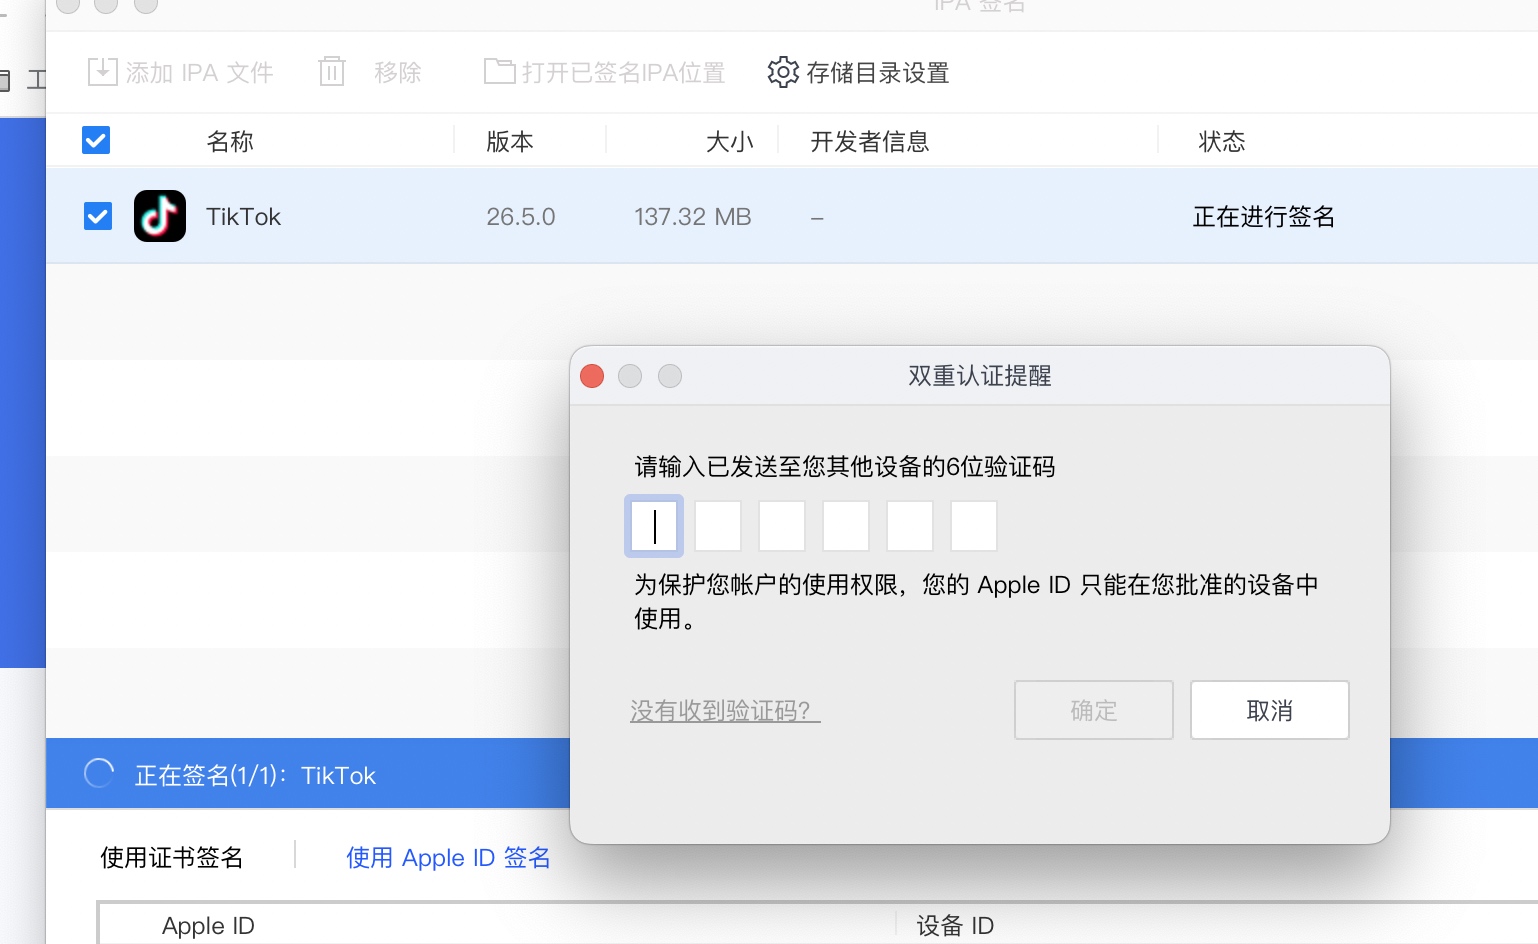 IPA 签名
工
添加 IPA 文件 移除 打开已签名IPA位置 存储目录设置
名称 版本 大小 开发者信息 状态
TikTok 26.5.0 137.32 MB – 正在进行签名
双重认证提醒
请输入已发送至您其他设备的6位验证码
为保护您帐户的使用权限，您的 Apple ID 只能在您批准的设备中
使用。
没有收到验证码？ 确定 取消
正在签名(1/1)：TikTok
使用证书签名 使用 Apple ID 签名
Apple ID 设备 ID